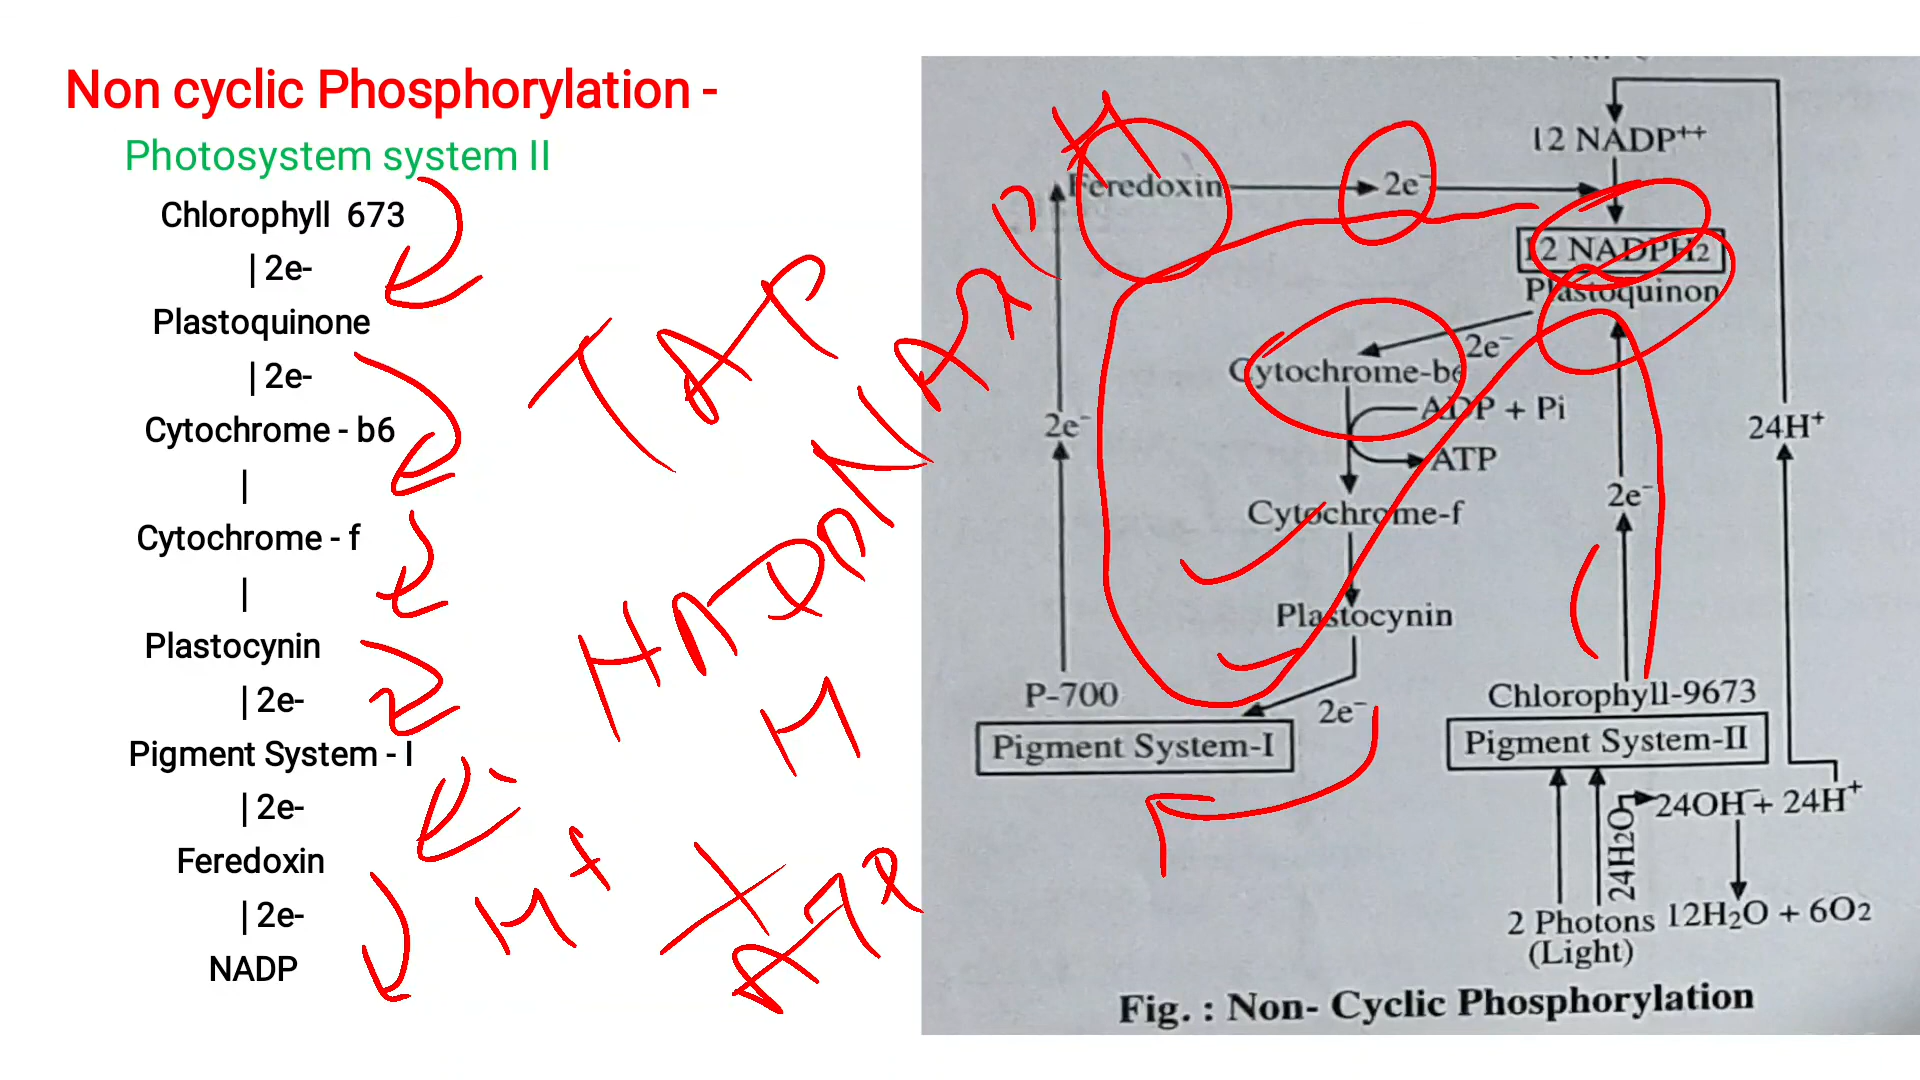 Non cyclic Phosphorylation -
Photosystem system II
Chlorophyll 673
| 2e-
Plastoquinone
| 2e-
Cytochrome - b6
|
Cytochrome - f
|
Plastocynin
| 2e-
Pigment System - I
| 2e-
Feredoxin
| 2e-
NADP
H+
12 NADP++
Feredoxin
2e-
12 NADPH2
Plastoquinon
2e-
Cytochrome-b6
ADP + Pi
ATP
2e-
24H+
2e-
Cytochrome-f
Plastocynin
P-700
2e-
Chlorophyll-9673
Pigment System-I
Pigment System-II
24H2O
24OH- + 24H+
2 Photons
(Light)
12H2O + 6O2
Fig. : Non- Cyclic Phosphorylation